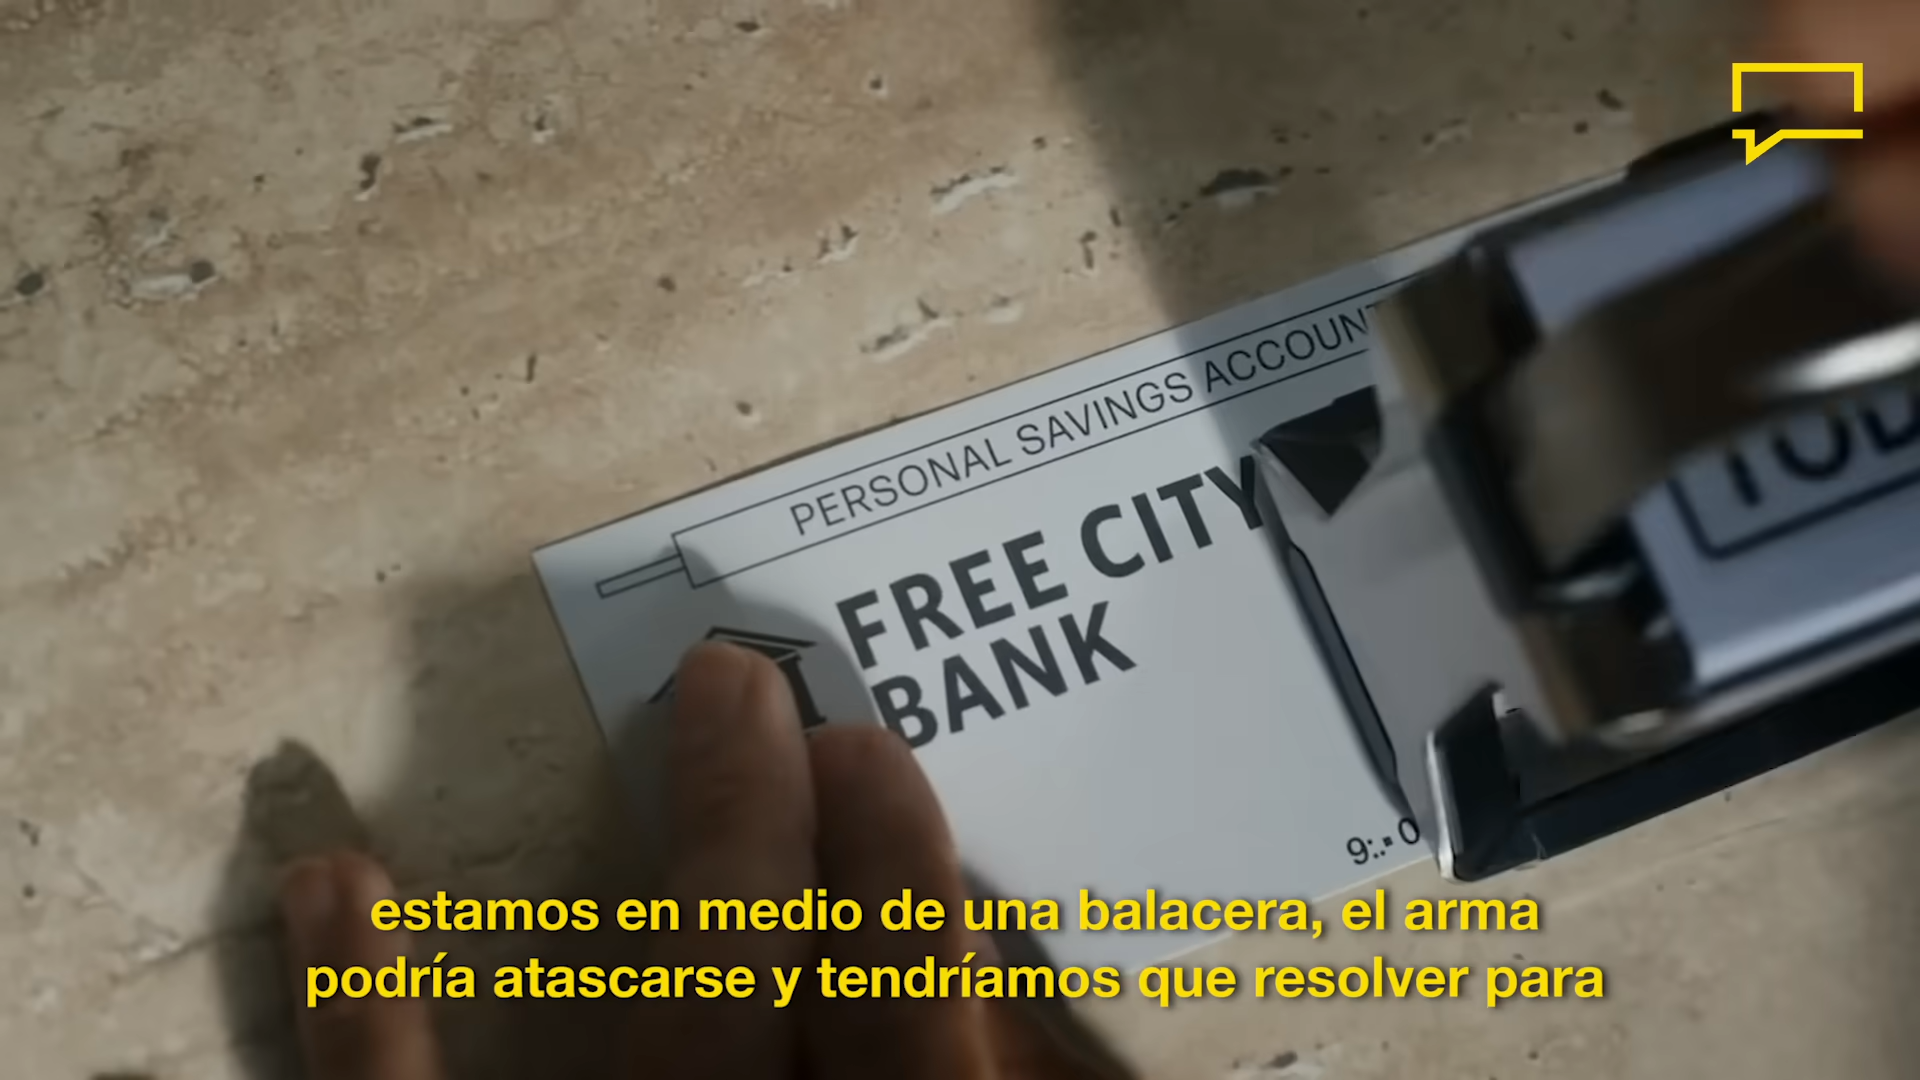 PERSONAL SAVINGS ACCOUNT
FREE CITY
BANK
estamos en medio de una balacera, el arma
podría atascarse y tendríamos que resolver para